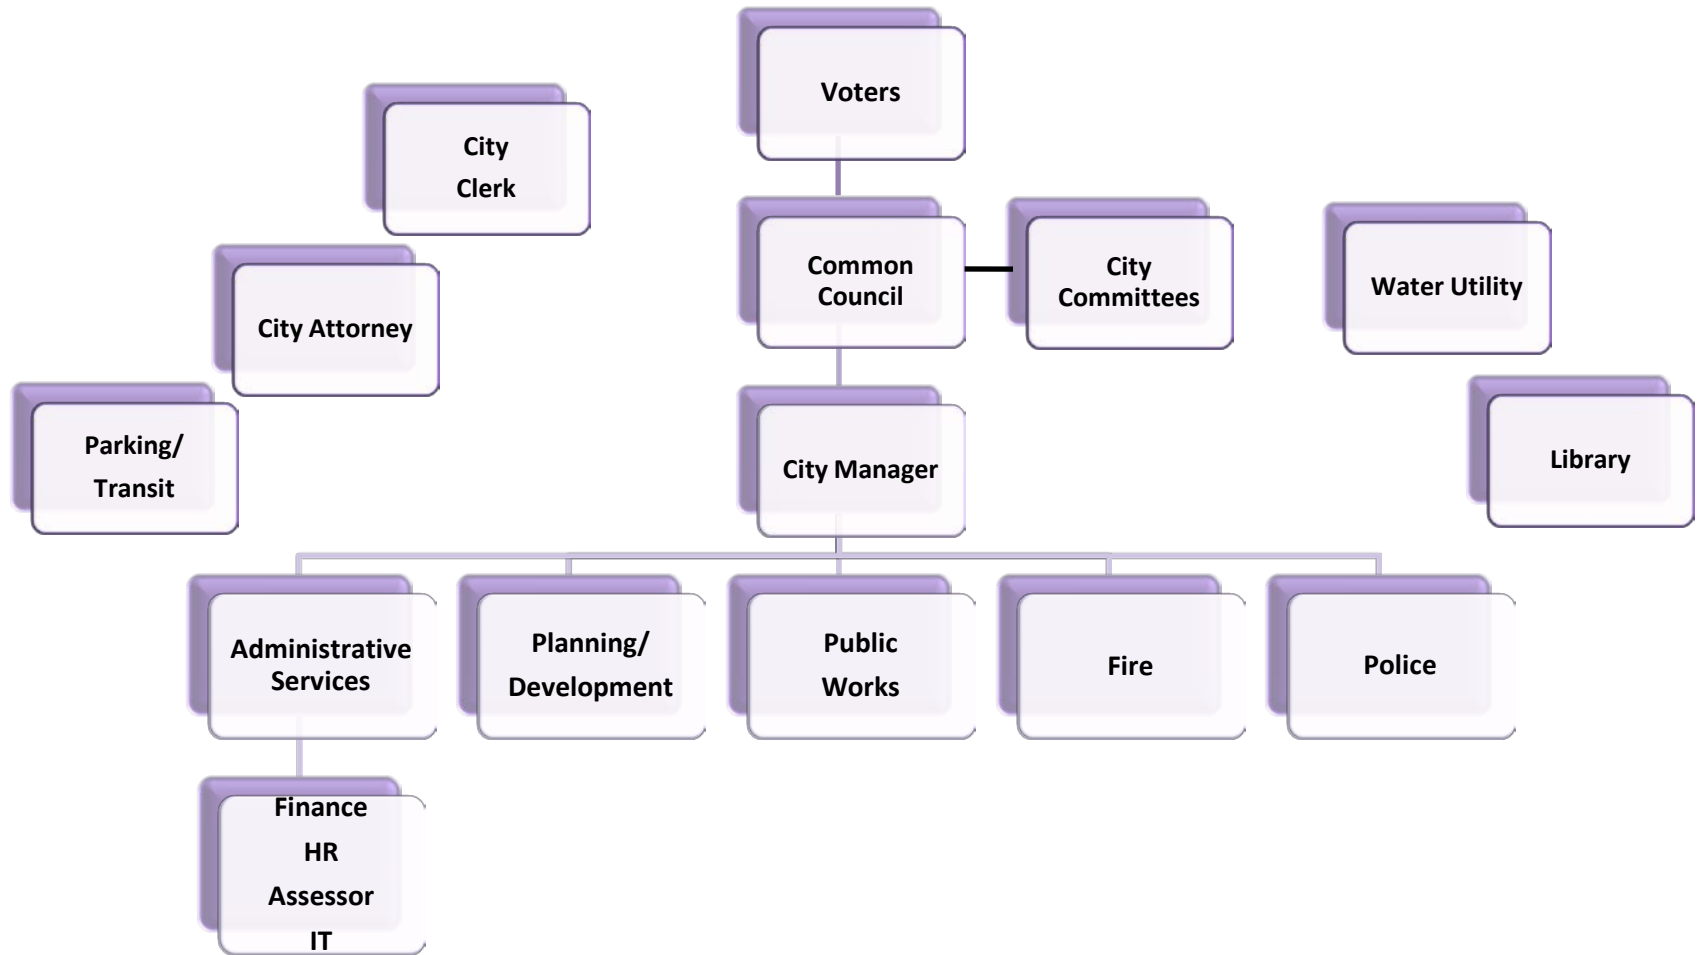 Voters
City
Clerk
Common
Council
City
Committees
Water Utility
City Attorney
Parking/
Transit
City Manager
Library
Administrative
Services
Planning/
Development
Public
Works
Fire
Police
Finance
HR
Assessor
IT